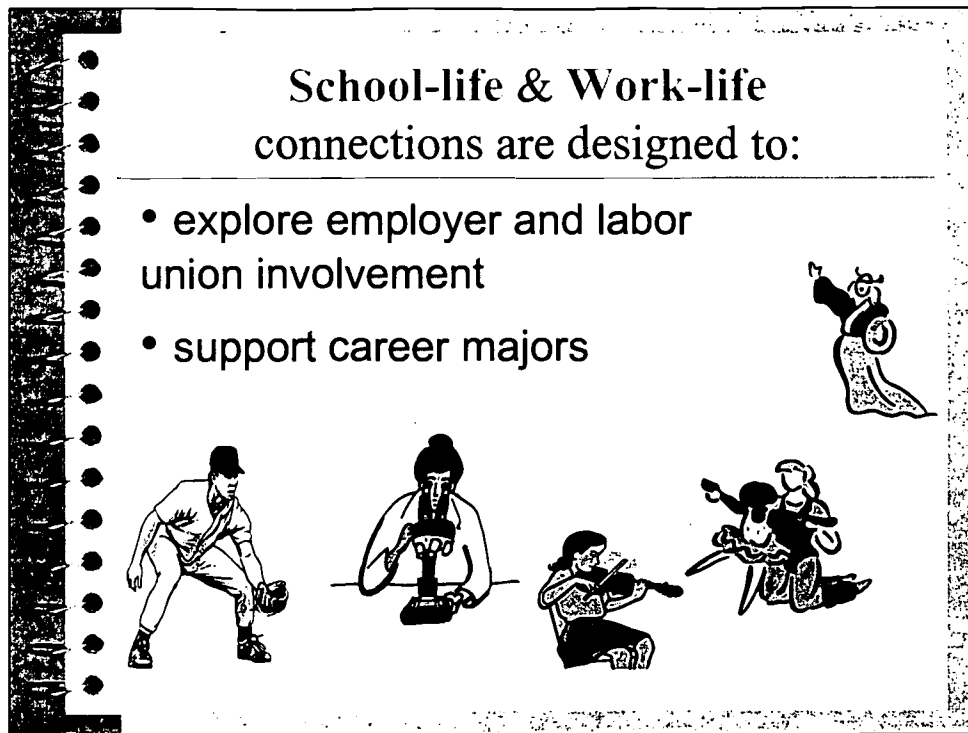 School-life & Work-life
connections are designed to:
• explore employer and labor
union involvement
• support career majors